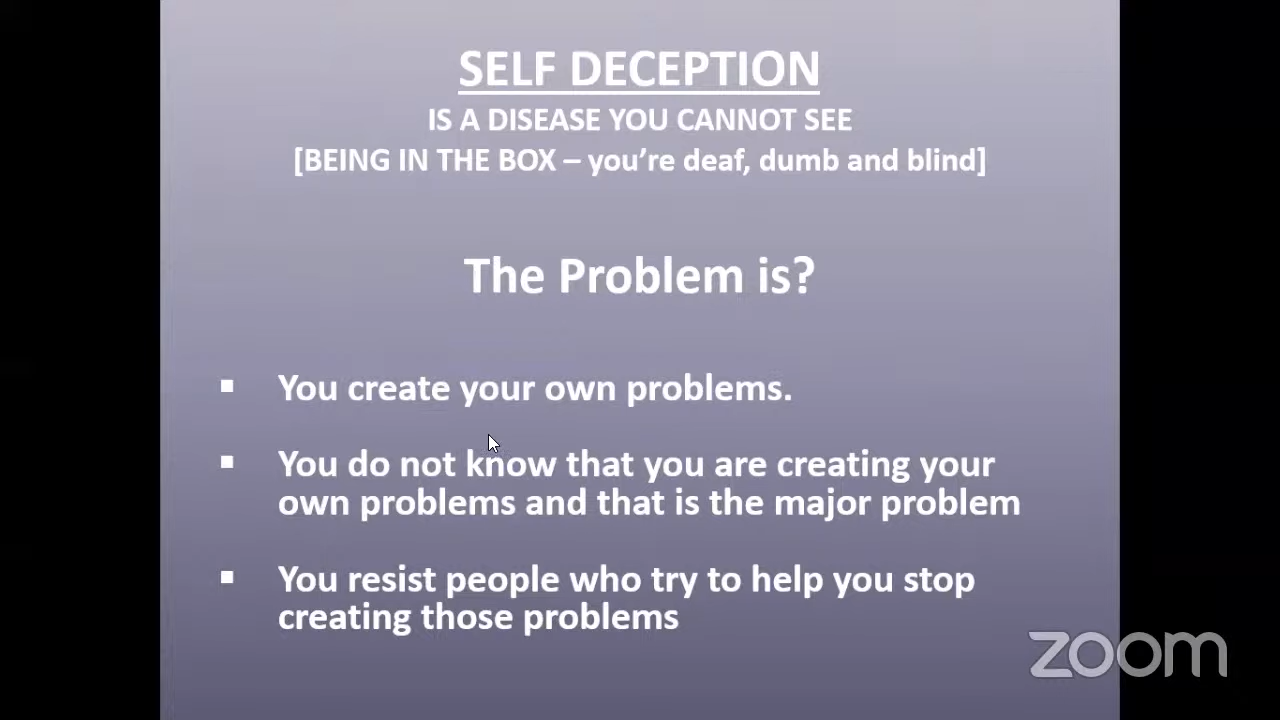 SELF DECEPTION
IS A DISEASE YOU CANNOT SEE
[BEING IN THE BOX – you’re deaf, dumb and blind]
The Problem is?
▪ You create your own problems.
▪ You do not know that you are creating your
own problems and that is the major problem
▪ You resist people who try to help you stop
creating those problems
zoom